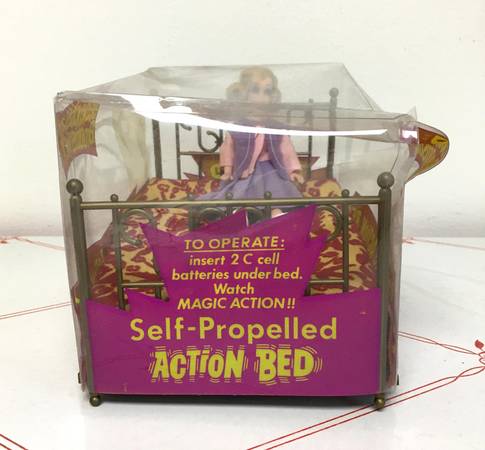 TO OPERATE:
insert 2 C cell
batteries under bed.
Watch
MAGIC ACTION!!
Self-Propelled
ACTION BED